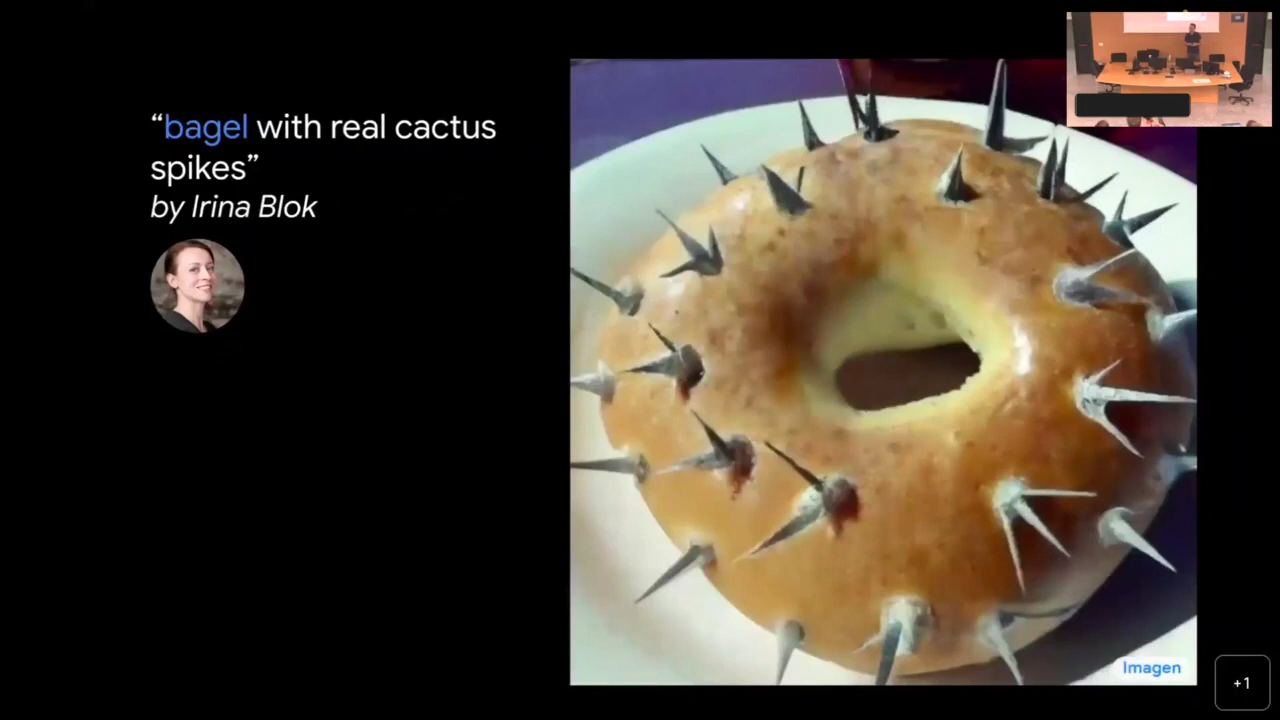 “bagel with real cactus
spikes”
by Irina Blok
Imagen
+1